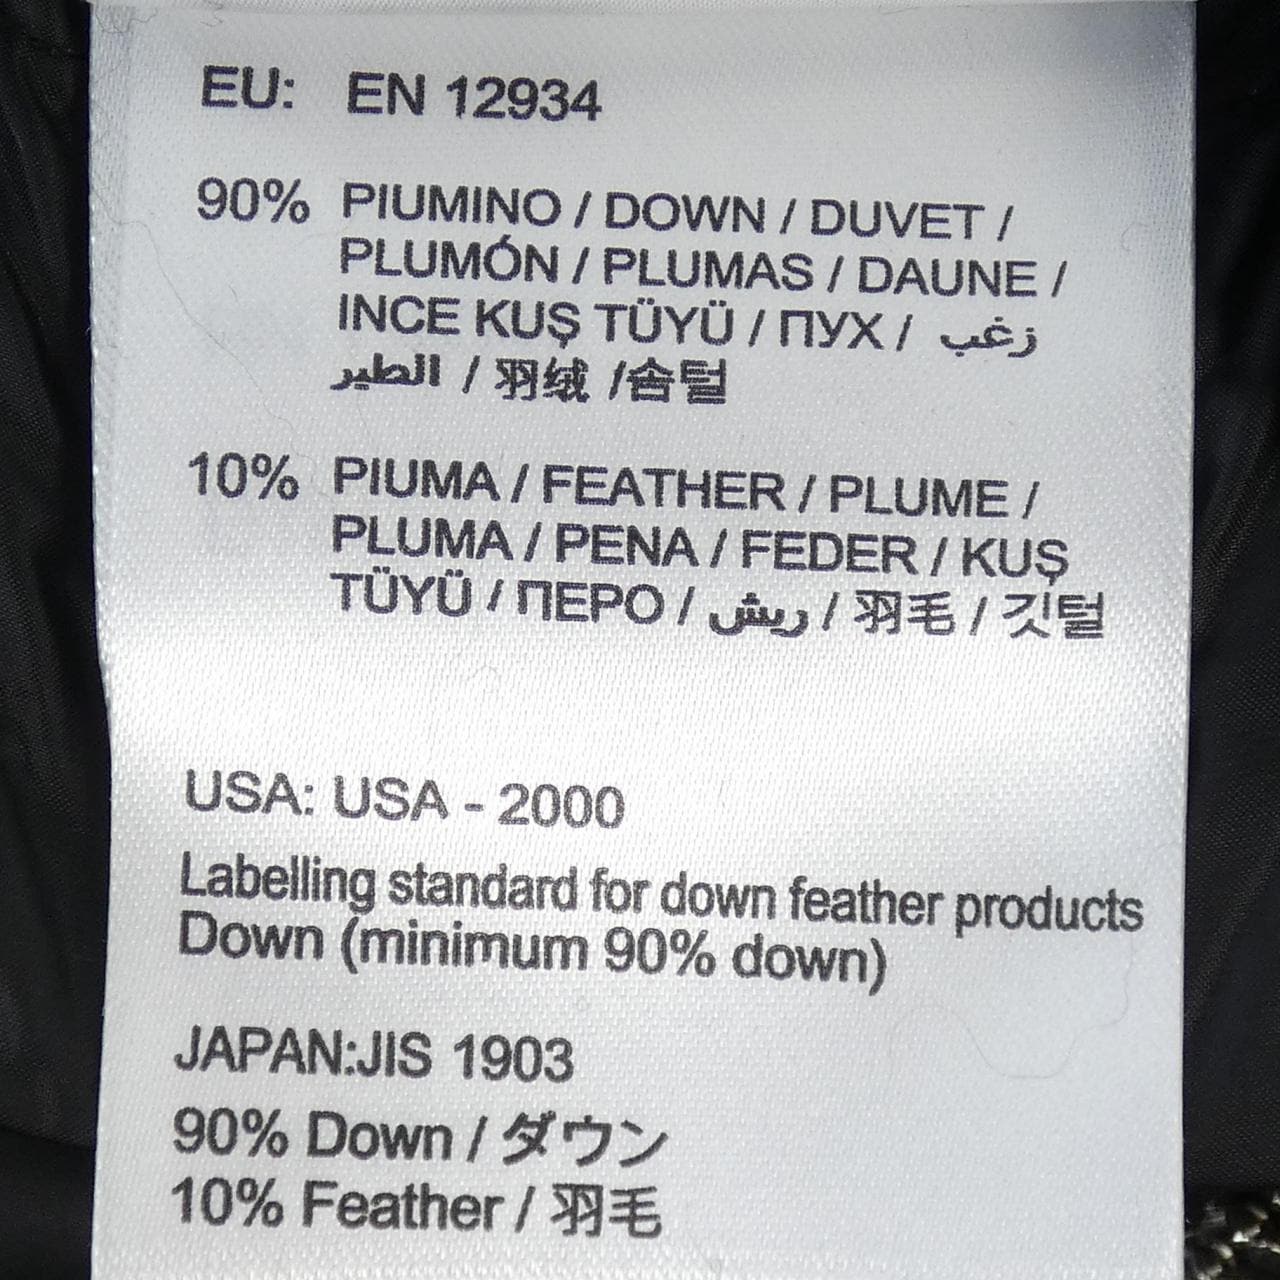 EU: EN 12934
90% PIUMINO / DOWN / DUVET /
PLUMÓN / PLUMAS / DAUNE /
INCE KUŞ TÜYÜ / ПУХ / زغب
الطير / 羽绒 /솜털
10% PIUMA / FEATHER / PLUME /
PLUMA / PENA / FEDER / KUŞ
TÜYÜ / ПЕРО / ريش / 羽毛 / 깃털
USA: USA - 2000
Labelling standard for down feather products
Down (minimum 90% down)
JAPAN:JIS 1903
90% Down / ダウン
10% Feather / 羽毛